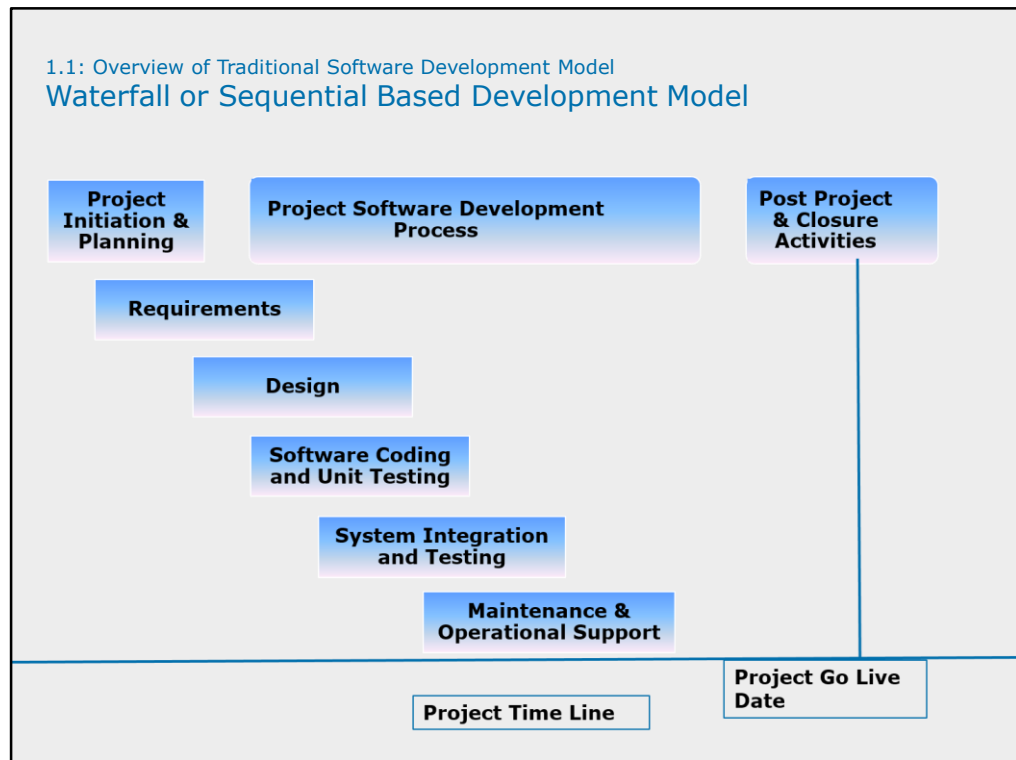 1.1: Overview of Traditional Software Development Model
Waterfall or Sequential Based Development Model
Project
Initiation &
Planning
Project Software Development
Process
Post Project
& Closure
Activities
Requirements
Design
Software Coding
and Unit Testing
System Integration
and Testing
Maintenance &
Operational Support
Project Go Live
Date
Project Time Line